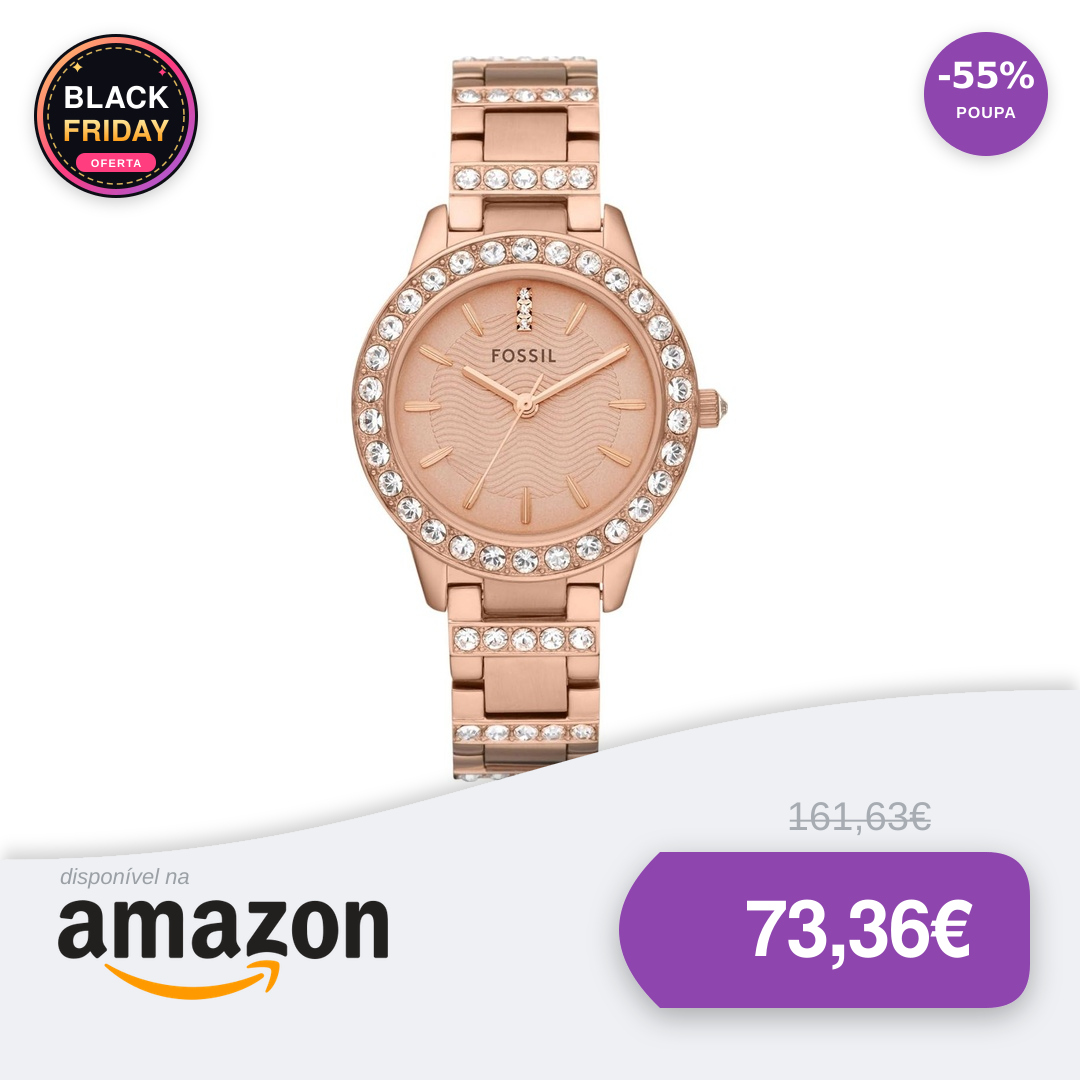 BLACK
FRIDAY
OFERTA
-55%
POUPA
FOSSIL
161,63€
disponível na
amazon
73,36€